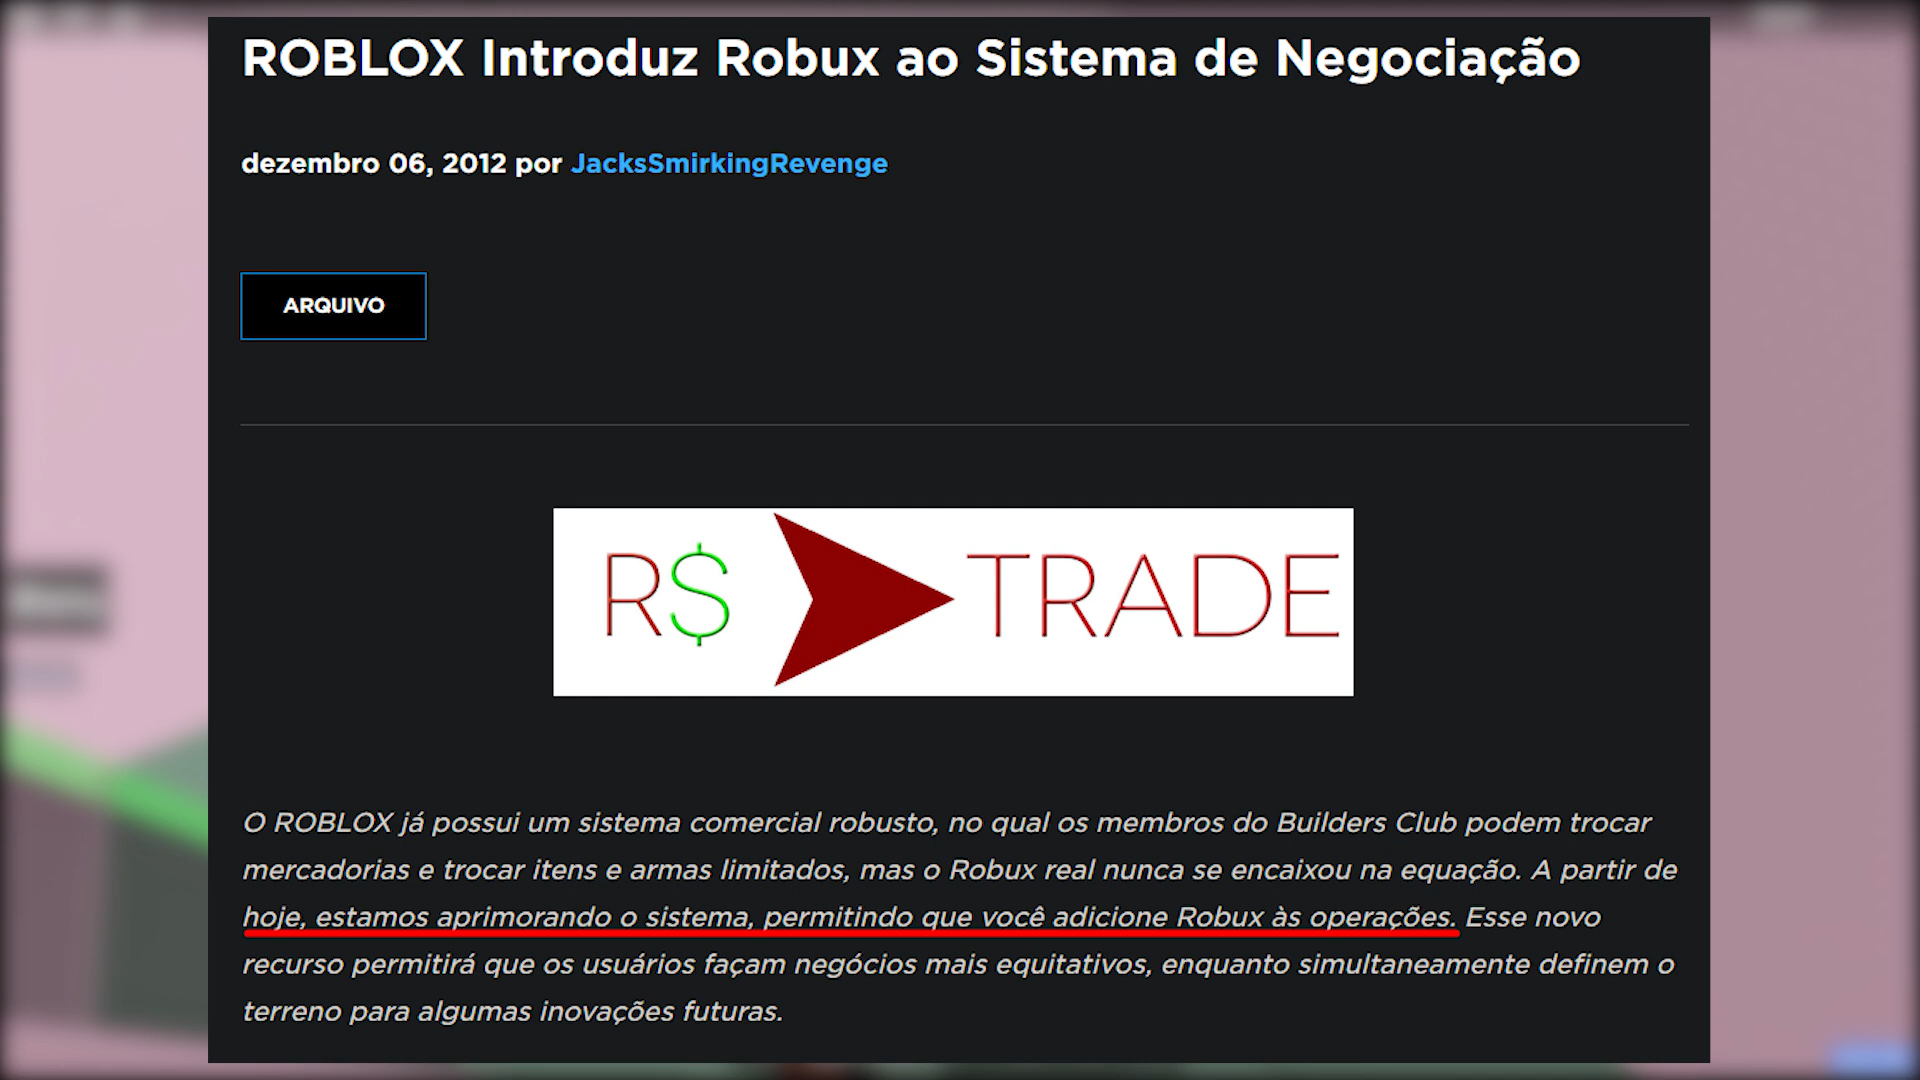 ROBLOX Introduz Robux ao Sistema de Negociação
dezembro 06, 2012 por JacksSmirkingRevenge
ARQUIVO
R$ TRADE
O ROBLOX já possui um sistema comercial robusto, no qual os membros do Builders Club podem trocar
mercadorias e trocar itens e armas limitados, mas o Robux real nunca se encaixou na equação. A partir de
hoje, estamos aprimorando o sistema, permitindo que você adicione Robux às operações. Esse novo
recurso permitirá que os usuários façam negócios mais equitativos, enquanto simultaneamente definem o
terreno para algumas inovações futuras.